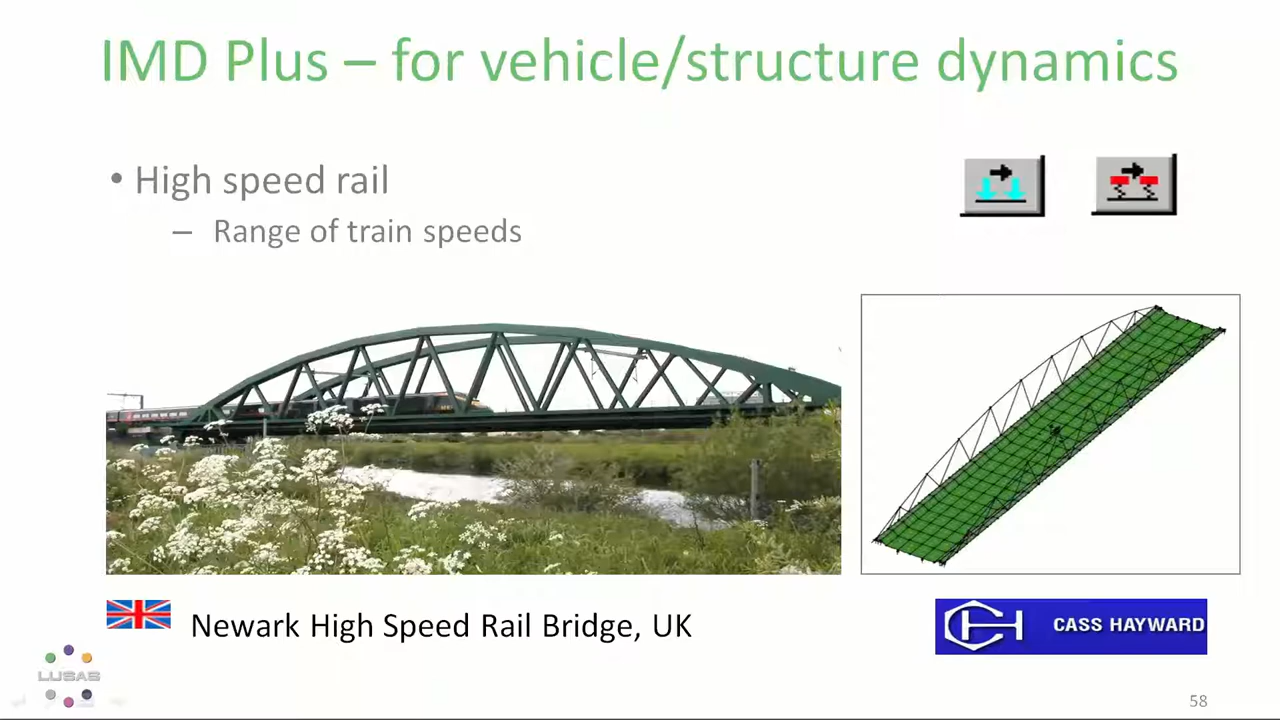 IMD Plus – for vehicle/structure dynamics
• High speed rail
– Range of train speeds
Newark High Speed Rail Bridge, UK
CASS HAYWARD
LUSAS
58